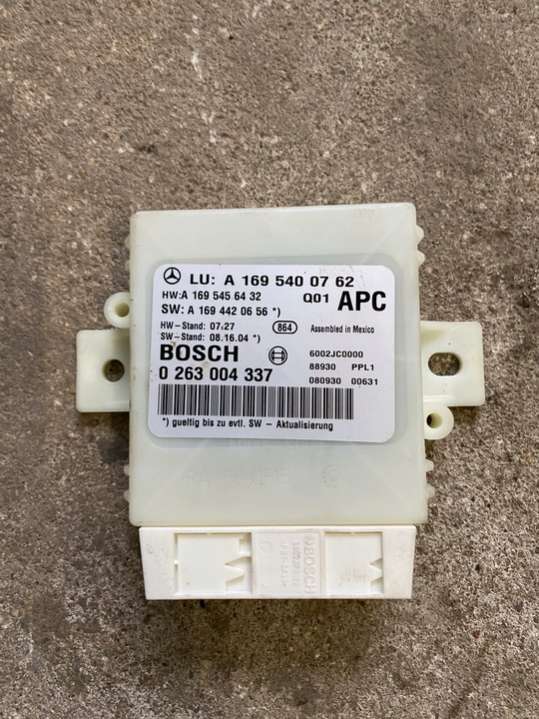 LU: A 169 540 07 62
HW:A 169 545 64 32 Q01 APC
SW: A 169 442 06 56 *)
HW-Stand: 07.27 864 Assembled in Mexico
SW-Stand: 08.16.04 *)
BOSCH 6002JC0000
0 263 004 337 88930 PPL1
080930 00631
*) gueltig bis zu evtl. SW - Aktualisierung
BOSCH